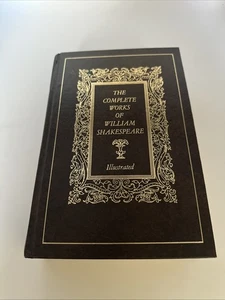 THE
COMPLETE
WORKS
OF
WILLIAM
SHAKESPEARE
Illustrated